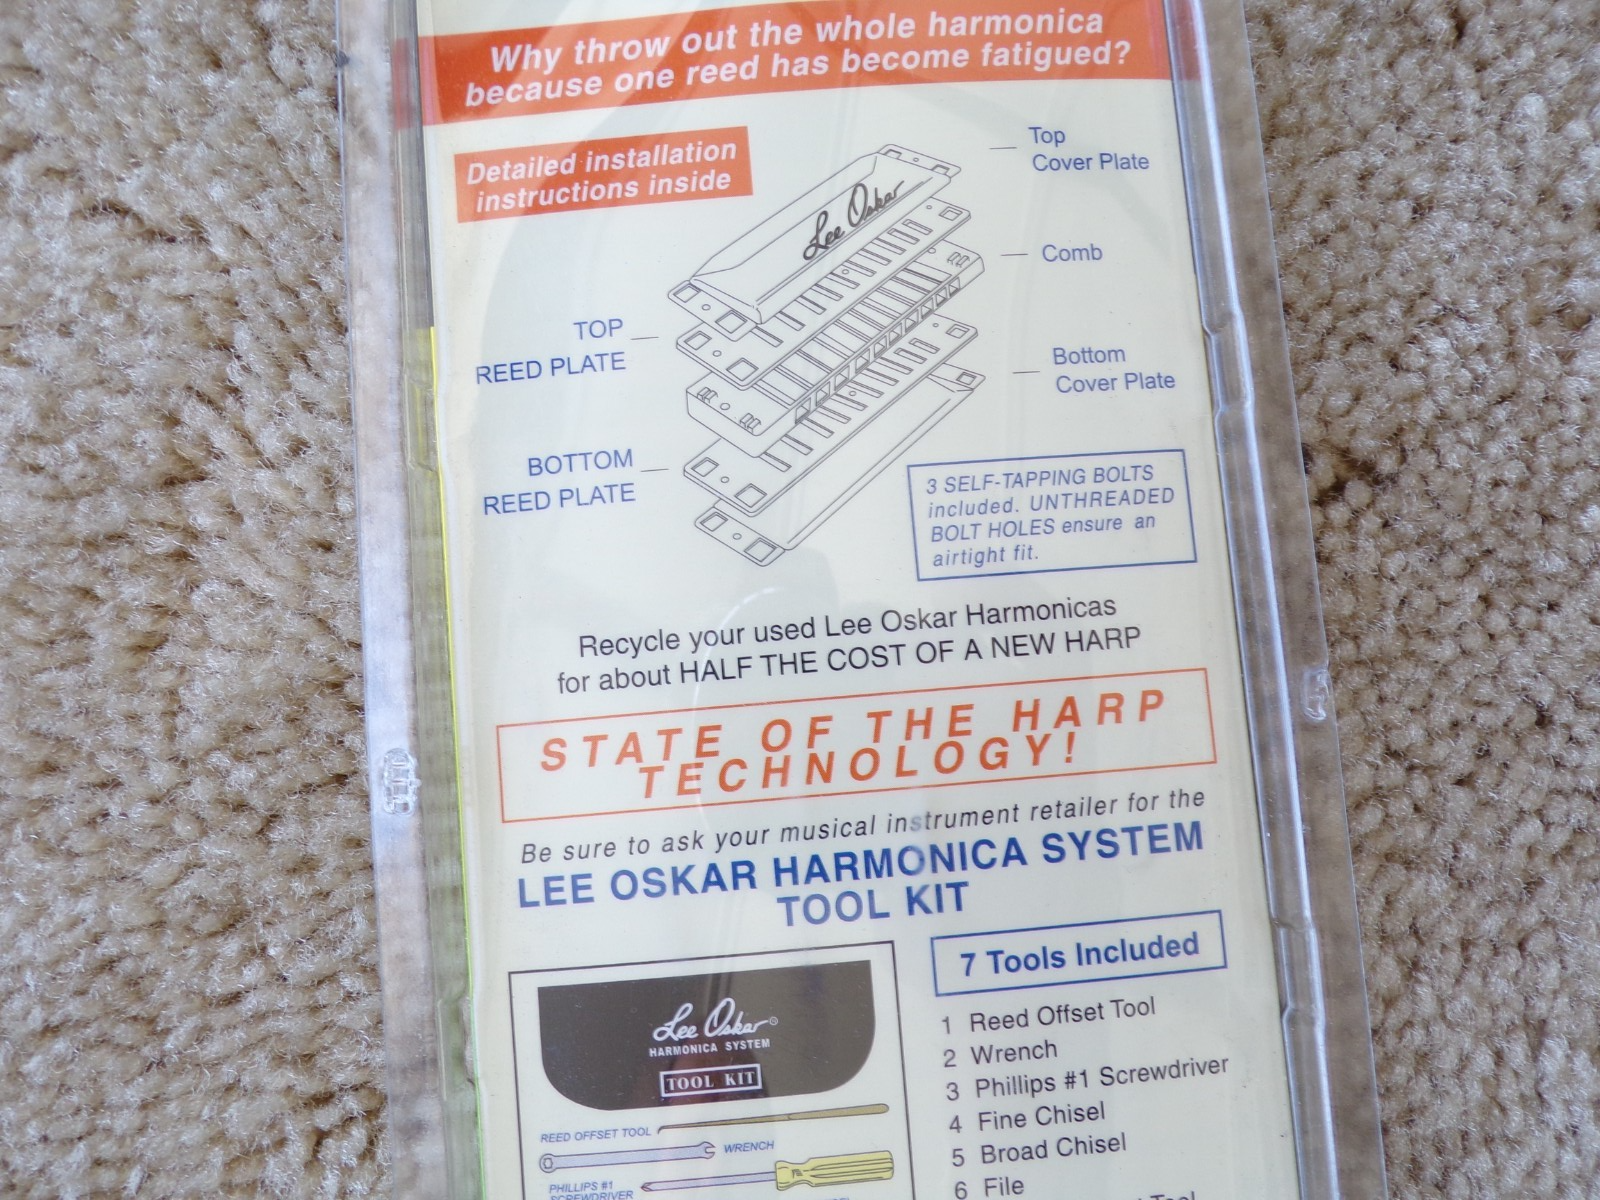 Why throw out the whole harmonica
because one reed has become fatigued?
Detailed installation
instructions inside
Lee Oskar
Top
Cover Plate
Comb
TOP
REED PLATE
Bottom
Cover Plate
BOTTOM
REED PLATE
3 SELF-TAPPING BOLTS
included. UNTHREADED
BOLT HOLES ensure an
airtight fit.
Recycle your used Lee Oskar Harmonicas
for about HALF THE COST OF A NEW HARP
STATE OF THE HARP
TECHNOLOGY!
Be sure to ask your musical instrument retailer for the
LEE OSKAR HARMONICA SYSTEM
TOOL KIT
Lee Oskar®
HARMONICA SYSTEM
TOOL KIT
REED OFFSET TOOL
WRENCH
PHILLIPS #1
SCREWDRIVER
7 Tools Included
1 Reed Offset Tool
2 Wrench
3 Phillips #1 Screwdriver
4 Fine Chisel
5 Broad Chisel
6 File
Tool